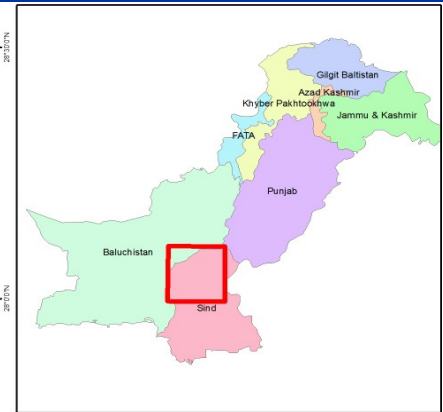 28°30'0"N
Gilgit Baltistan
Azad Kashmir
Khyber Pakhtookhwa
Jammu & Kashmir
FATA
Punjab
Baluchistan
28°0'0"N
Sind